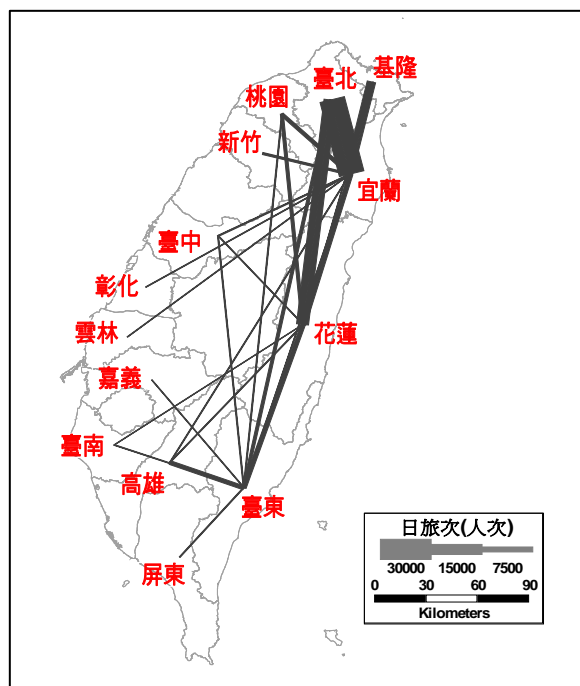 基隆
臺北
桃園
新竹
宜蘭
臺中
彰化
雲林
花蓮
嘉義
臺南
高雄
臺東
屏東
日旅次(人次)
30000 15000 7500
0 30 60 90
Kilometers